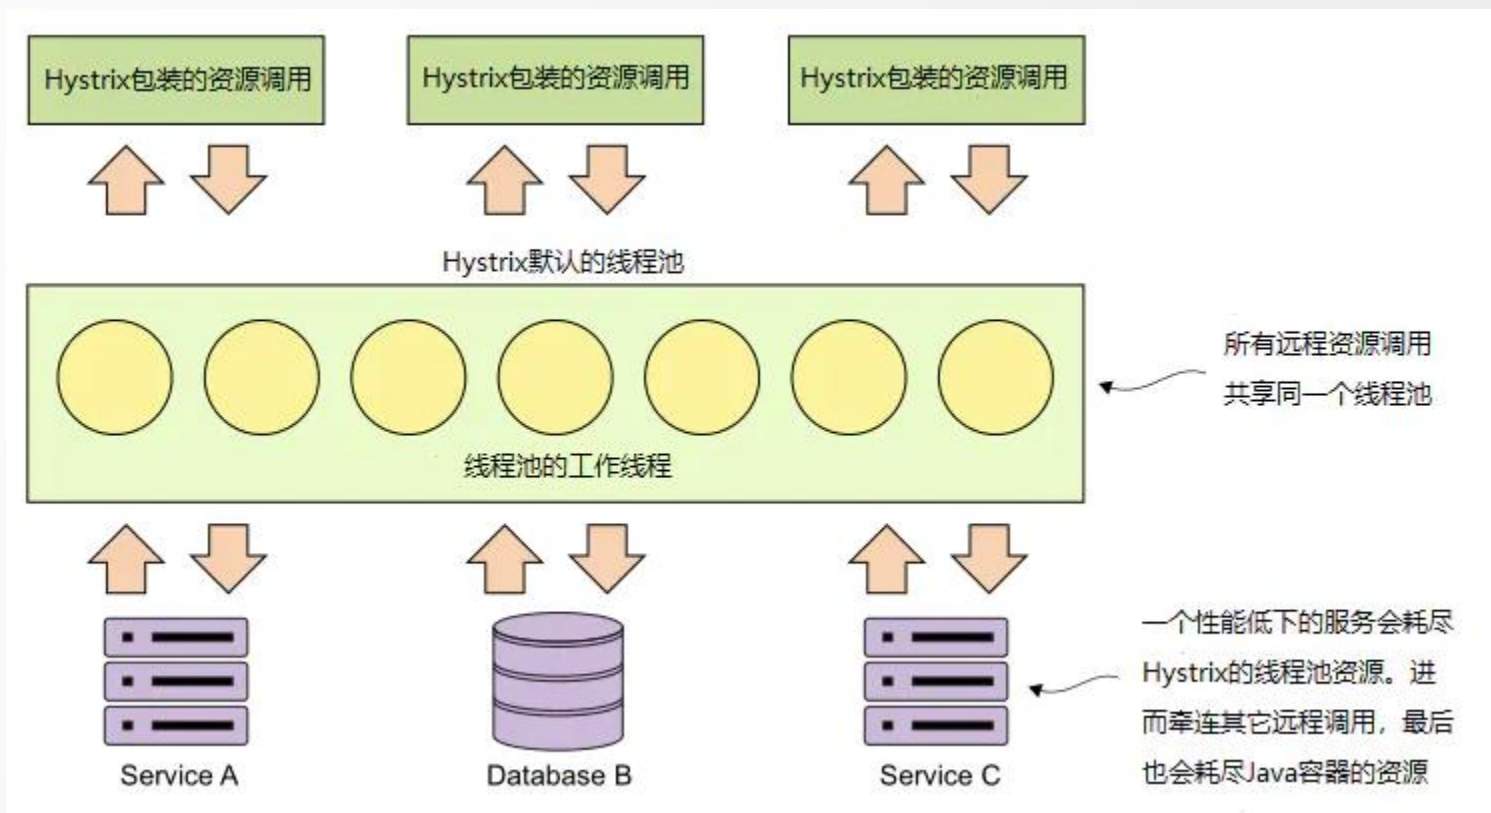 Hystrix包装的资源调用
Hystrix包装的资源调用
Hystrix包装的资源调用
Hystrix默认的线程池
线程池的工作线程
所有远程资源调用
共享同一个线程池
一个性能低下的服务会耗尽
Hystrix的线程池资源。进
而牵连其它远程调用，最后
也会耗尽Java容器的资源
Service A
Database B
Service C